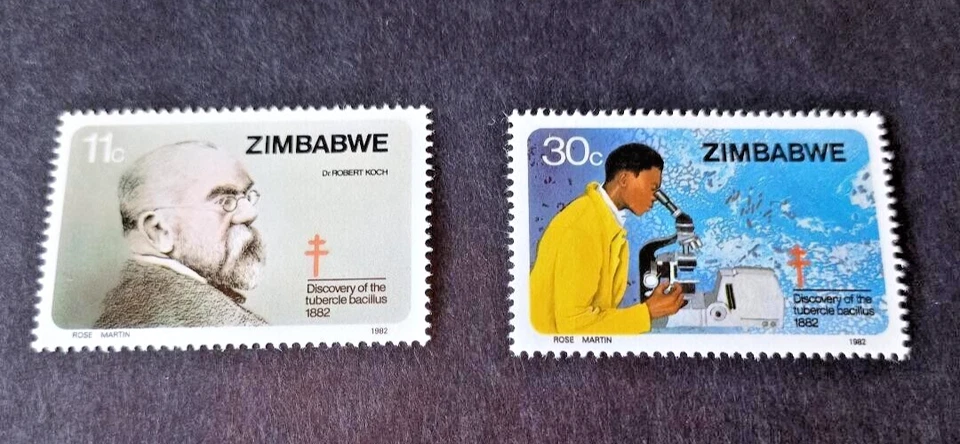 11c
ZIMBABWE
Dr ROBERT KOCH
Discovery of the
tubercle bacillus
1882
ROSE MARTIN
1982
30c
ZIMBABWE
Discovery of the
tubercle bacillus
1882
ROSE MARTIN
1982